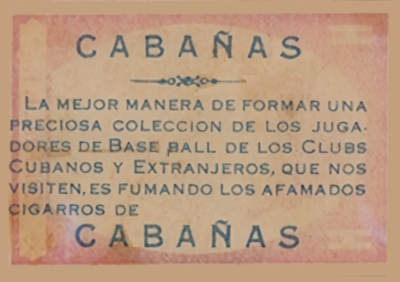 CABAÑAS
LA MEJOR MANERA DE FORMAR UNA
PRECIOSA COLECCION DE LOS JUGA-
DORES DE BASE BALL DE LOS CLUBS
CUBANOS Y EXTRANJEROS, QUE NOS
VISITEN, ES FUMANDO LOS AFAMADOS
CIGARROS DE
CABAÑAS